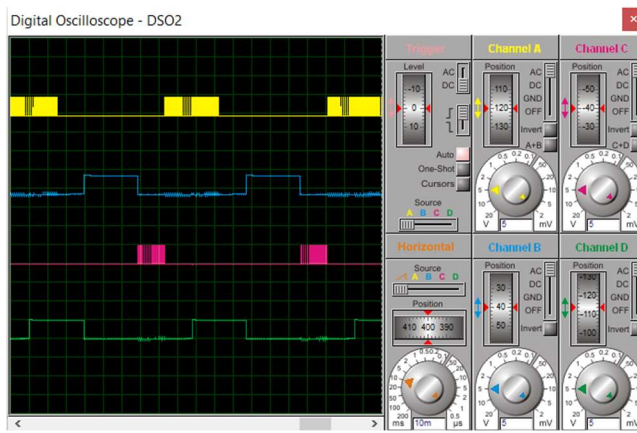 Digital Oscilloscope - DSO2
Trigger
Level
-10
0
10
AC
DC
Auto
One-Shot
Cursors
Source
A B C D
Channel A
Position
110
120
130
AC
DC
GND
OFF
Invert
A+B
V 5 mV
Channel C
Position
-50
-40
-30
AC
DC
GND
OFF
Invert
C+D
V 5 mV
Horizontal
Source
A B C D
Position
410 400 390
ms 10m µs
Channel B
Position
30
40
50
AC
DC
GND
OFF
Invert
V 5 mV
Channel D
Position
-130
-120
-110
-100
AC
DC
GND
OFF
Invert
V 5 mV